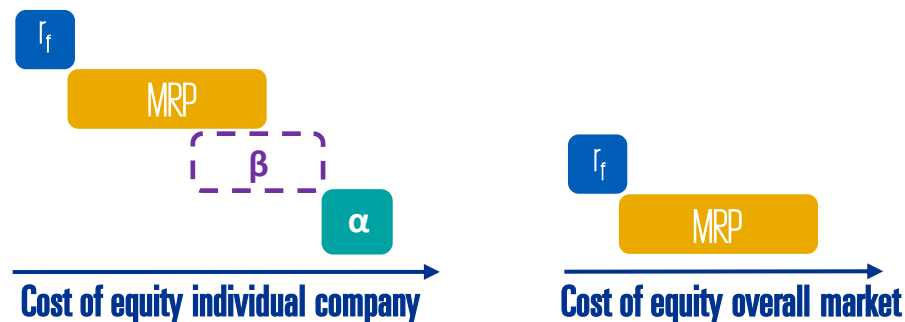 rf
MRP
β
α
Cost of equity individual company
rf
MRP
Cost of equity overall market